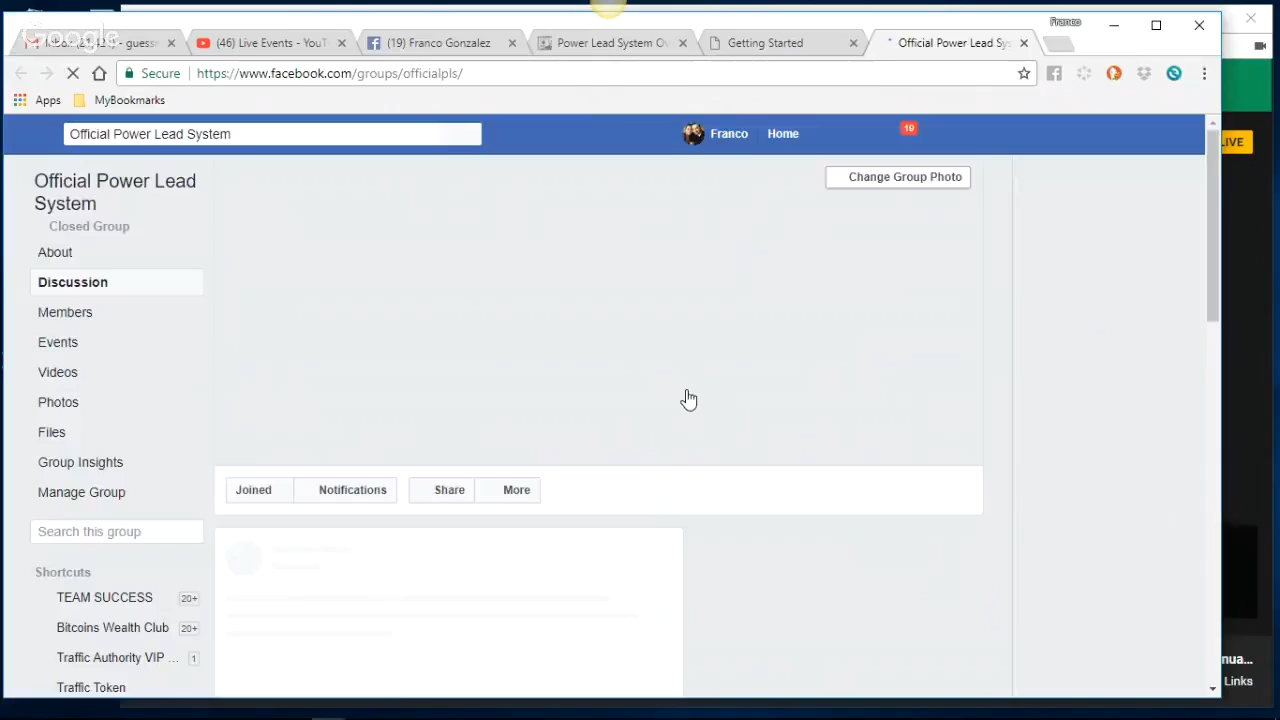 Google
Franco
(46) Live Events - YouT
(19) Franco Gonzalez
Power Lead System Ov
Getting Started
Official Power Lead Sy
Secure
https://www.facebook.com/groups/officialpls/
Apps
MyBookmarks
Official Power Lead System
Franco
Home
19
LIVE
Official Power Lead
System
Closed Group
Change Group Photo
About
Discussion
Members
Events
Videos
Photos
Files
Group Insights
Manage Group
Joined
Notifications
Share
More
Search this group
Shortcuts
TEAM SUCCESS 20+
Bitcoins Wealth Club 20+
Traffic Authority VIP ... 1
Traffic Token
nua...
Links